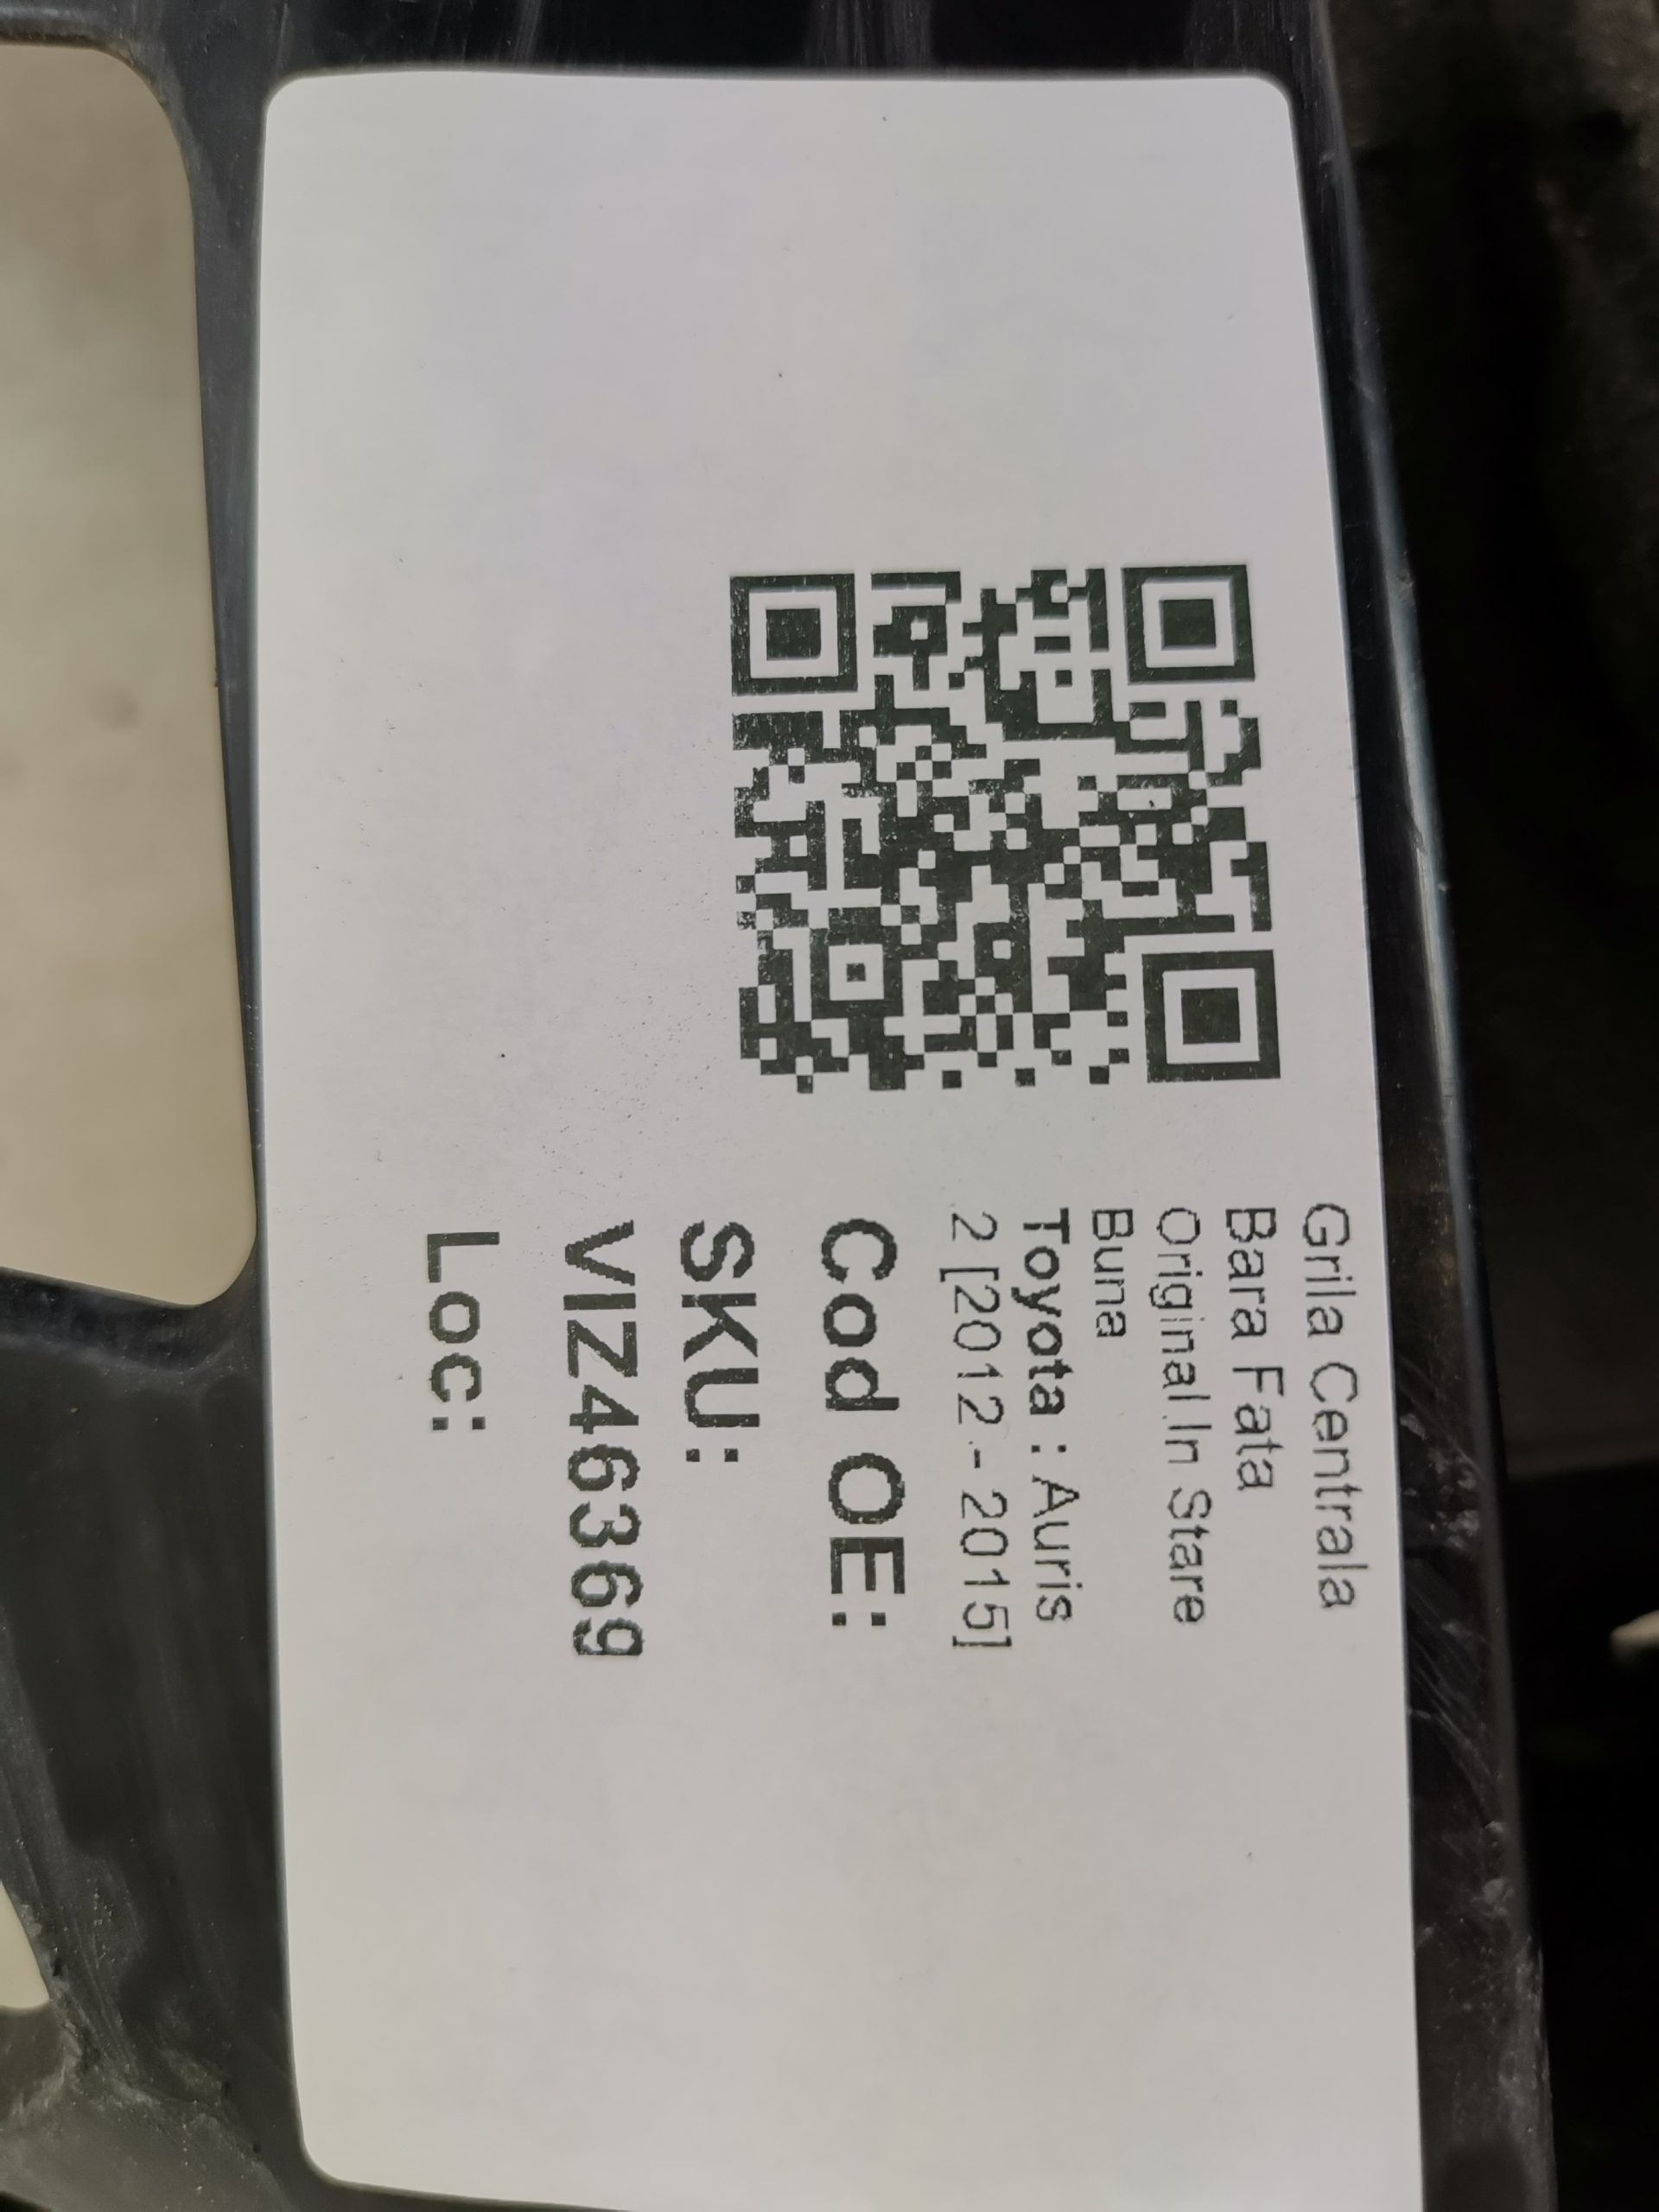 Grila Centrala
Bara Fata
Original In Stare
Buna
Toyota : Auris
2 [2012 - 2015]
Cod OE:
SKU:
VIZ46369
Loc: